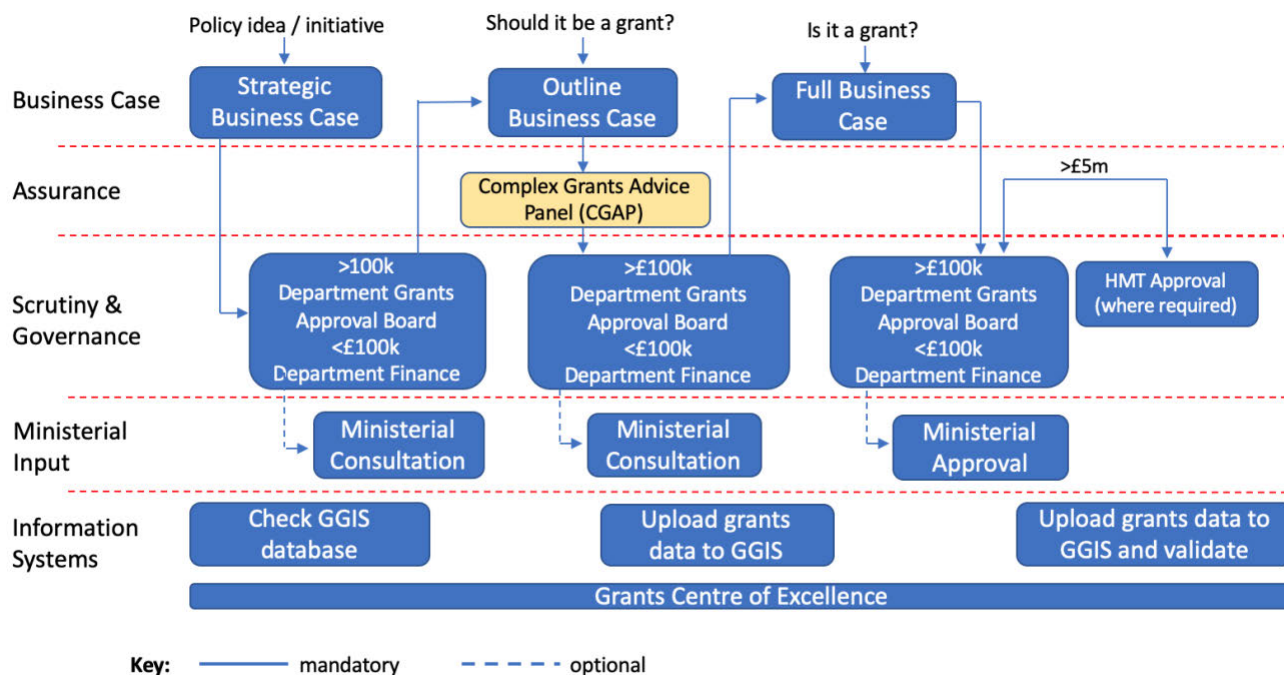 Policy idea / initiative
Should it be a grant?
Is it a grant?
Business Case
Strategic
Business Case
Outline
Business Case
Full Business
Case
Assurance
Complex Grants Advice
Panel (CGAP)
>£5m
Scrutiny &
Governance
>100k
Department Grants
Approval Board
<£100k
Department Finance
>£100k
Department Grants
Approval Board
<£100k
Department Finance
>£100k
Department Grants
Approval Board
<£100k
Department Finance
HMT Approval
(where required)
Ministerial
Input
Ministerial
Consultation
Ministerial
Consultation
Ministerial
Approval
Information
Systems
Check GGIS
database
Upload grants
data to GGIS
Upload grants data to
GGIS and validate
Grants Centre of Excellence
Key: mandatory optional